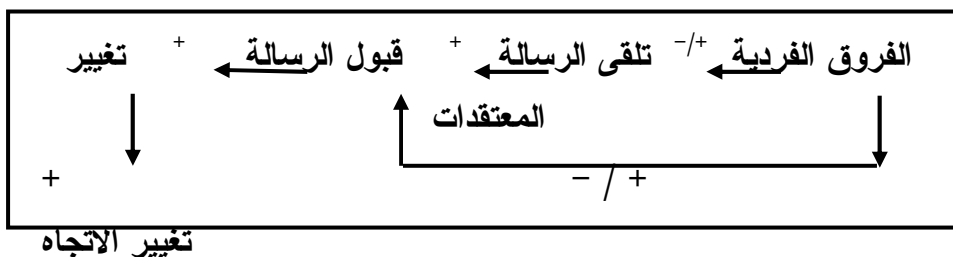 الفروق الفردية +/− تلقى الرسالة + قبول الرسالة + تغيير
المعتقدات
+ / − +
تغيير الاتجاه